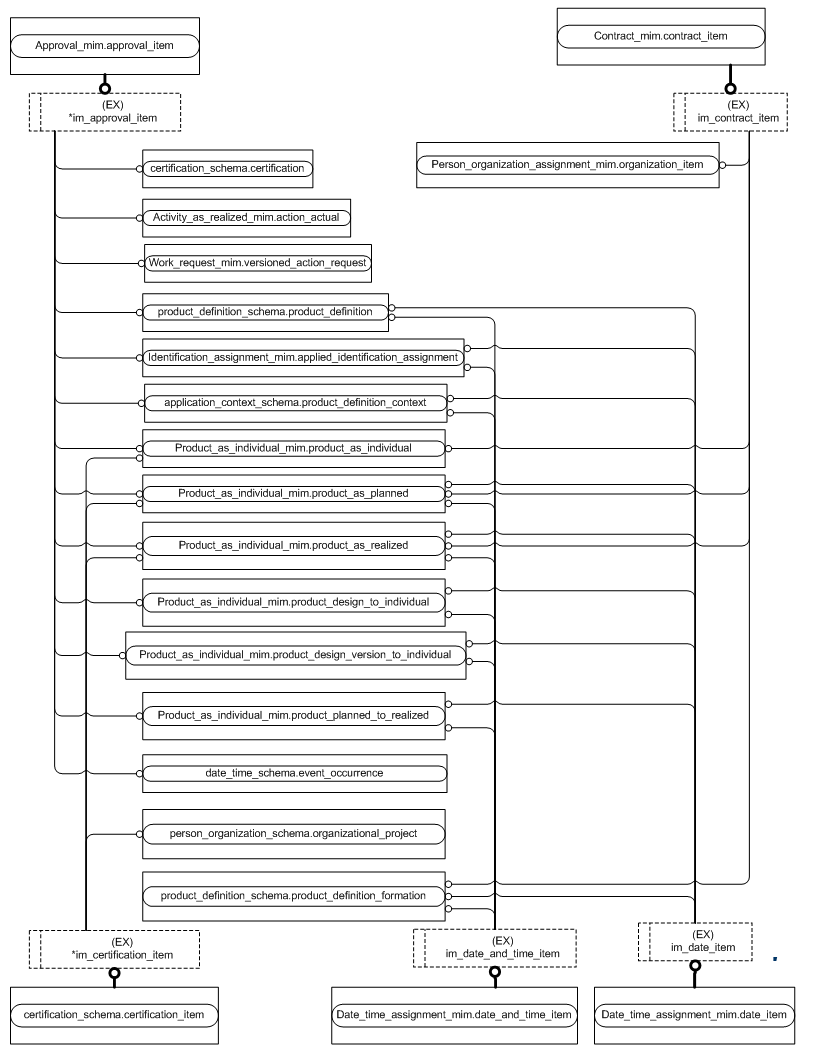 Approval_mim.approval_item
Contract_mim.contract_item
(EX)
*im_approval_item
(EX)
im_contract_item
certification_schema.certification
Person_organization_assignment_mim.organization_item
Activity_as_realized_mim.action_actual
Work_request_mim.versioned_action_request
product_definition_schema.product_definition
Identification_assignment_mim.applied_identification_assignment
application_context_schema.product_definition_context
Product_as_individual_mim.product_as_individual
Product_as_individual_mim.product_as_planned
Product_as_individual_mim.product_as_realized
Product_as_individual_mim.product_design_to_individual
Product_as_individual_mim.product_design_version_to_individual
Product_as_individual_mim.product_planned_to_realized
date_time_schema.event_occurrence
person_organization_schema.organizational_project
product_definition_schema.product_definition_formation
(EX)
*im_certification_item
(EX)
im_date_and_time_item
(EX)
im_date_item
certification_schema.certification_item
Date_time_assignment_mim.date_and_time_item
Date_time_assignment_mim.date_item